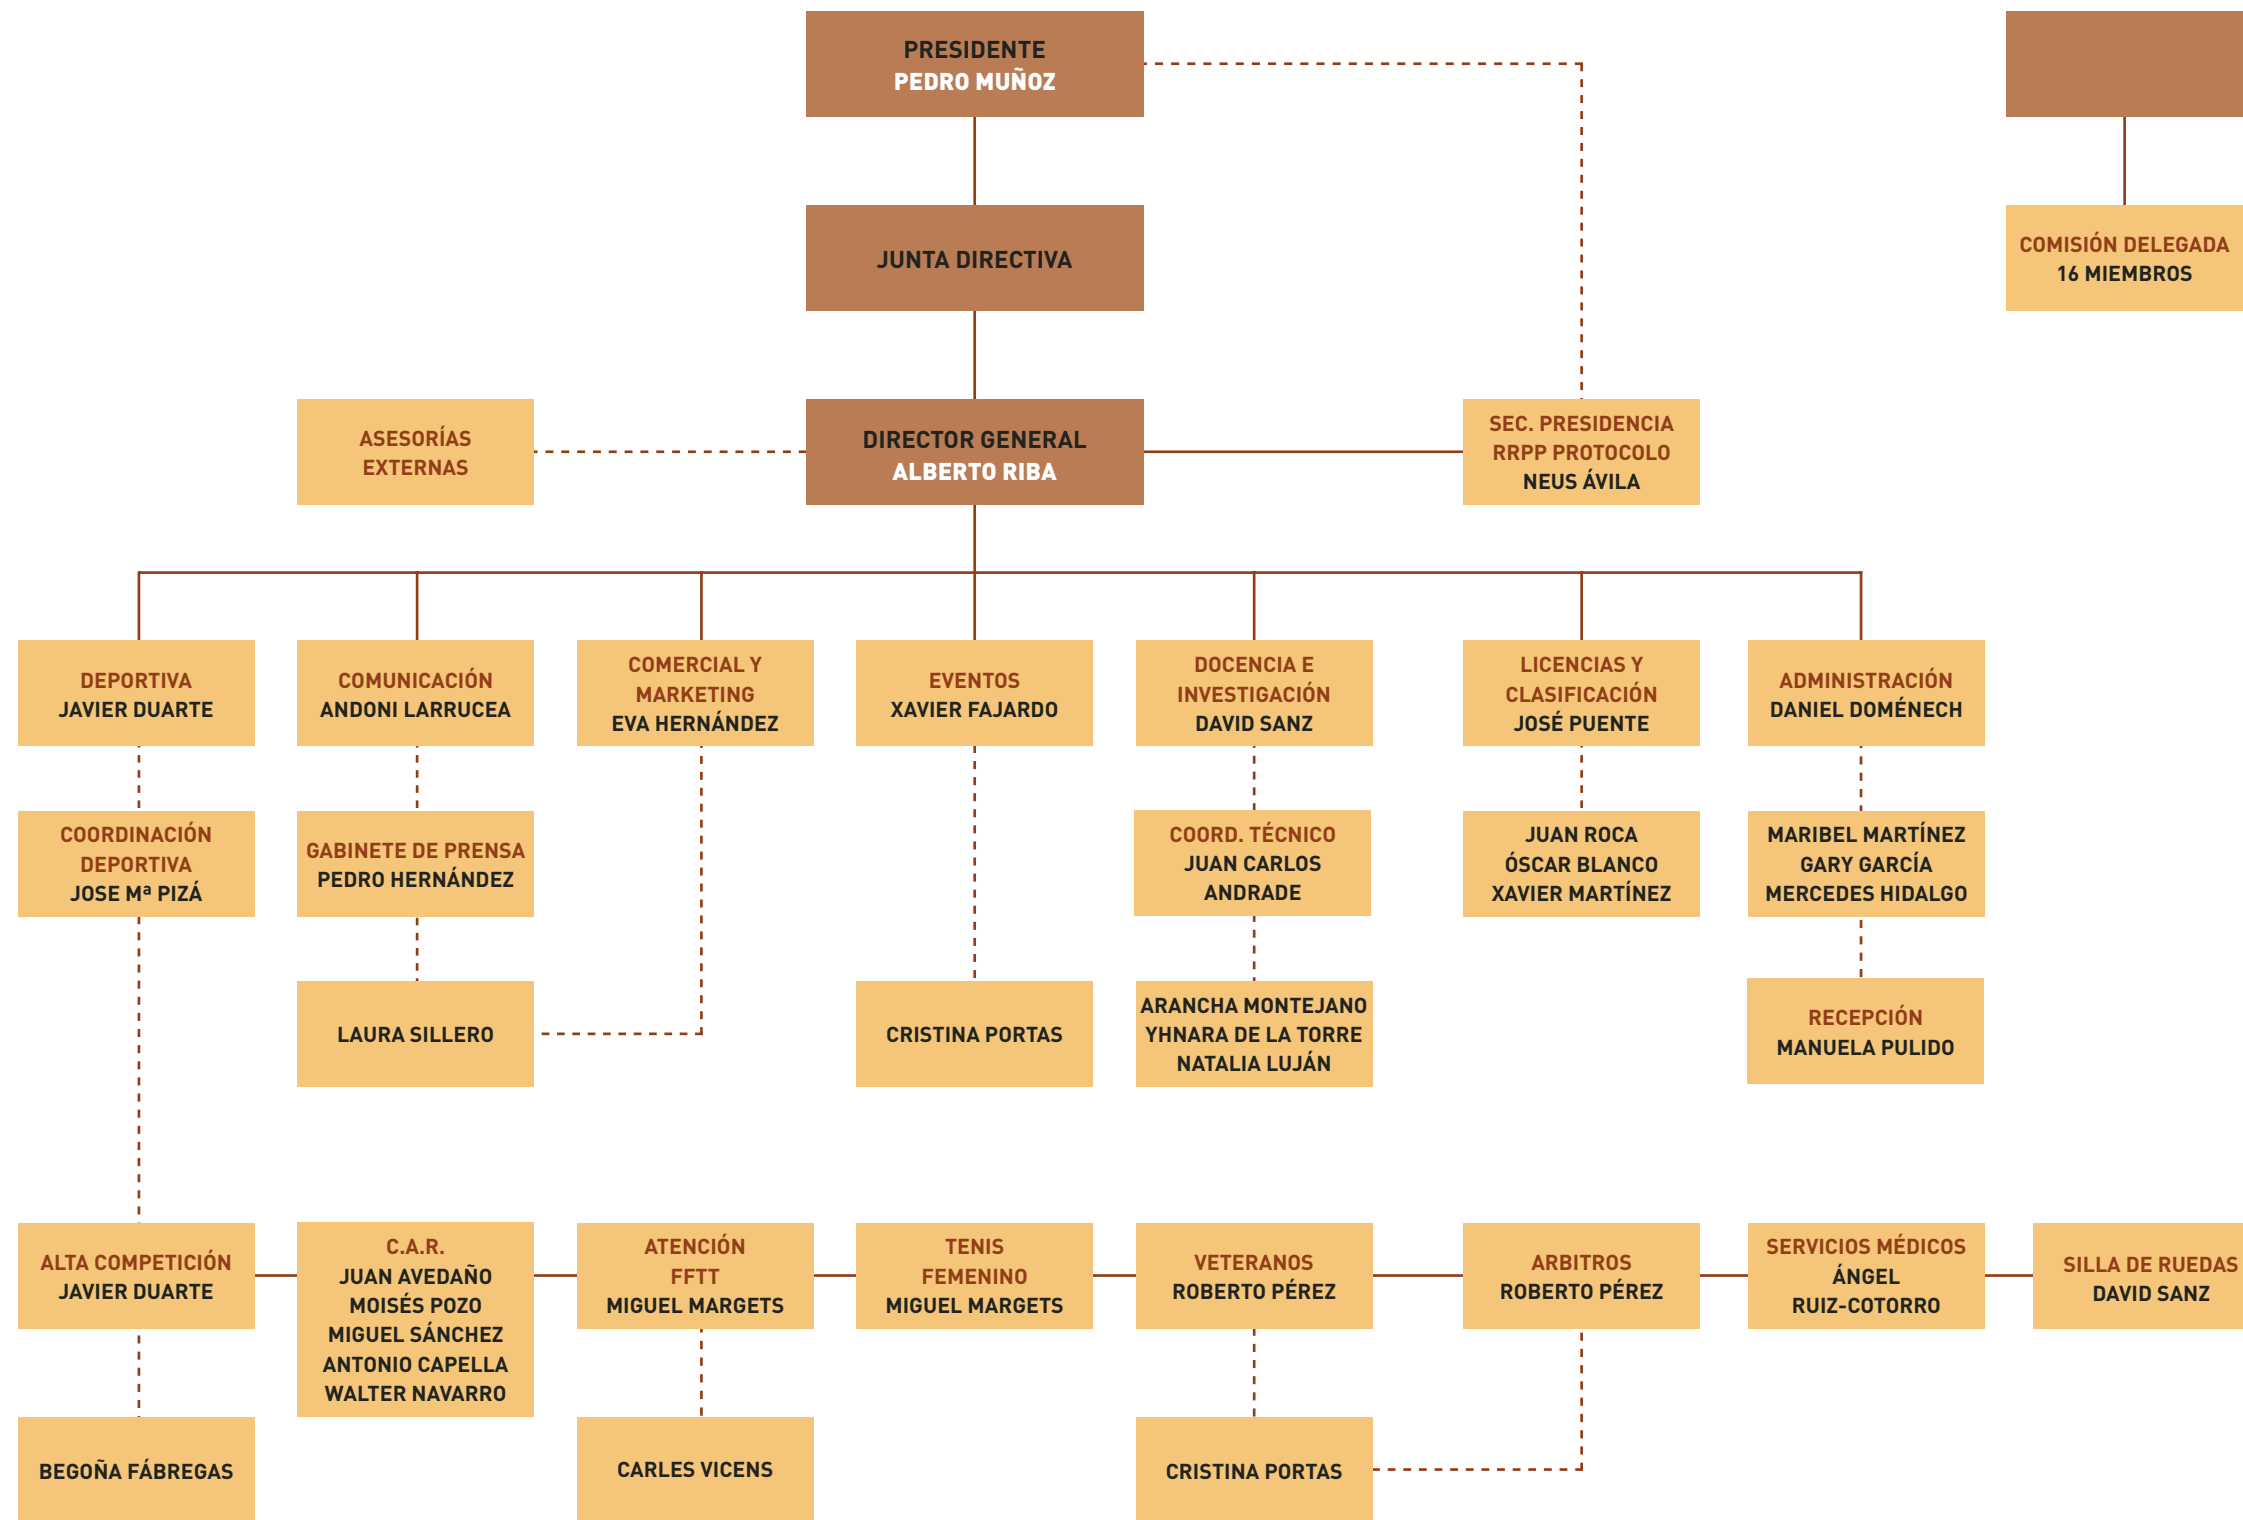 PRESIDENTE
PEDRO MUÑOZ
JUNTA DIRECTIVA
COMISIÓN DELEGADA
16 MIEMBROS
ASESORÍAS
EXTERNAS
DIRECTOR GENERAL
ALBERTO RIBA
SEC. PRESIDENCIA
RRPP PROTOCOLO
NEUS ÁVILA
DEPORTIVA
JAVIER DUARTE
COMUNICACIÓN
ANDONI LARRUCEA
COMERCIAL Y
MARKETING
EVA HERNÁNDEZ
EVENTOS
XAVIER FAJARDO
DOCENCIA E
INVESTIGACIÓN
DAVID SANZ
LICENCIAS Y
CLASIFICACIÓN
JOSÉ PUENTE
ADMINISTRACIÓN
DANIEL DOMÉNECH
COORDINACIÓN
DEPORTIVA
JOSE Mª PIZÁ
GABINETE DE PRENSA
PEDRO HERNÁNDEZ
COORD. TÉCNICO
JUAN CARLOS
ANDRADE
JUAN ROCA
ÓSCAR BLANCO
XAVIER MARTÍNEZ
MARIBEL MARTÍNEZ
GARY GARCÍA
MERCEDES HIDALGO
LAURA SILLERO
CRISTINA PORTAS
ARANCHA MONTEJANO
YHNARA DE LA TORRE
NATALIA LUJÁN
RECEPCIÓN
MANUELA PULIDO
ALTA COMPETICIÓN
JAVIER DUARTE
C.A.R.
JUAN AVEDAÑO
MOISÉS POZO
MIGUEL SÁNCHEZ
ANTONIO CAPELLA
WALTER NAVARRO
ATENCIÓN
FFTT
MIGUEL MARGETS
TENIS
FEMENINO
MIGUEL MARGETS
VETERANOS
ROBERTO PÉREZ
ARBITROS
ROBERTO PÉREZ
SERVICIOS MÉDICOS
ÁNGEL
RUIZ-COTORRO
SILLA DE RUEDAS
DAVID SANZ
BEGOÑA FÁBREGAS
CARLES VICENS
CRISTINA PORTAS